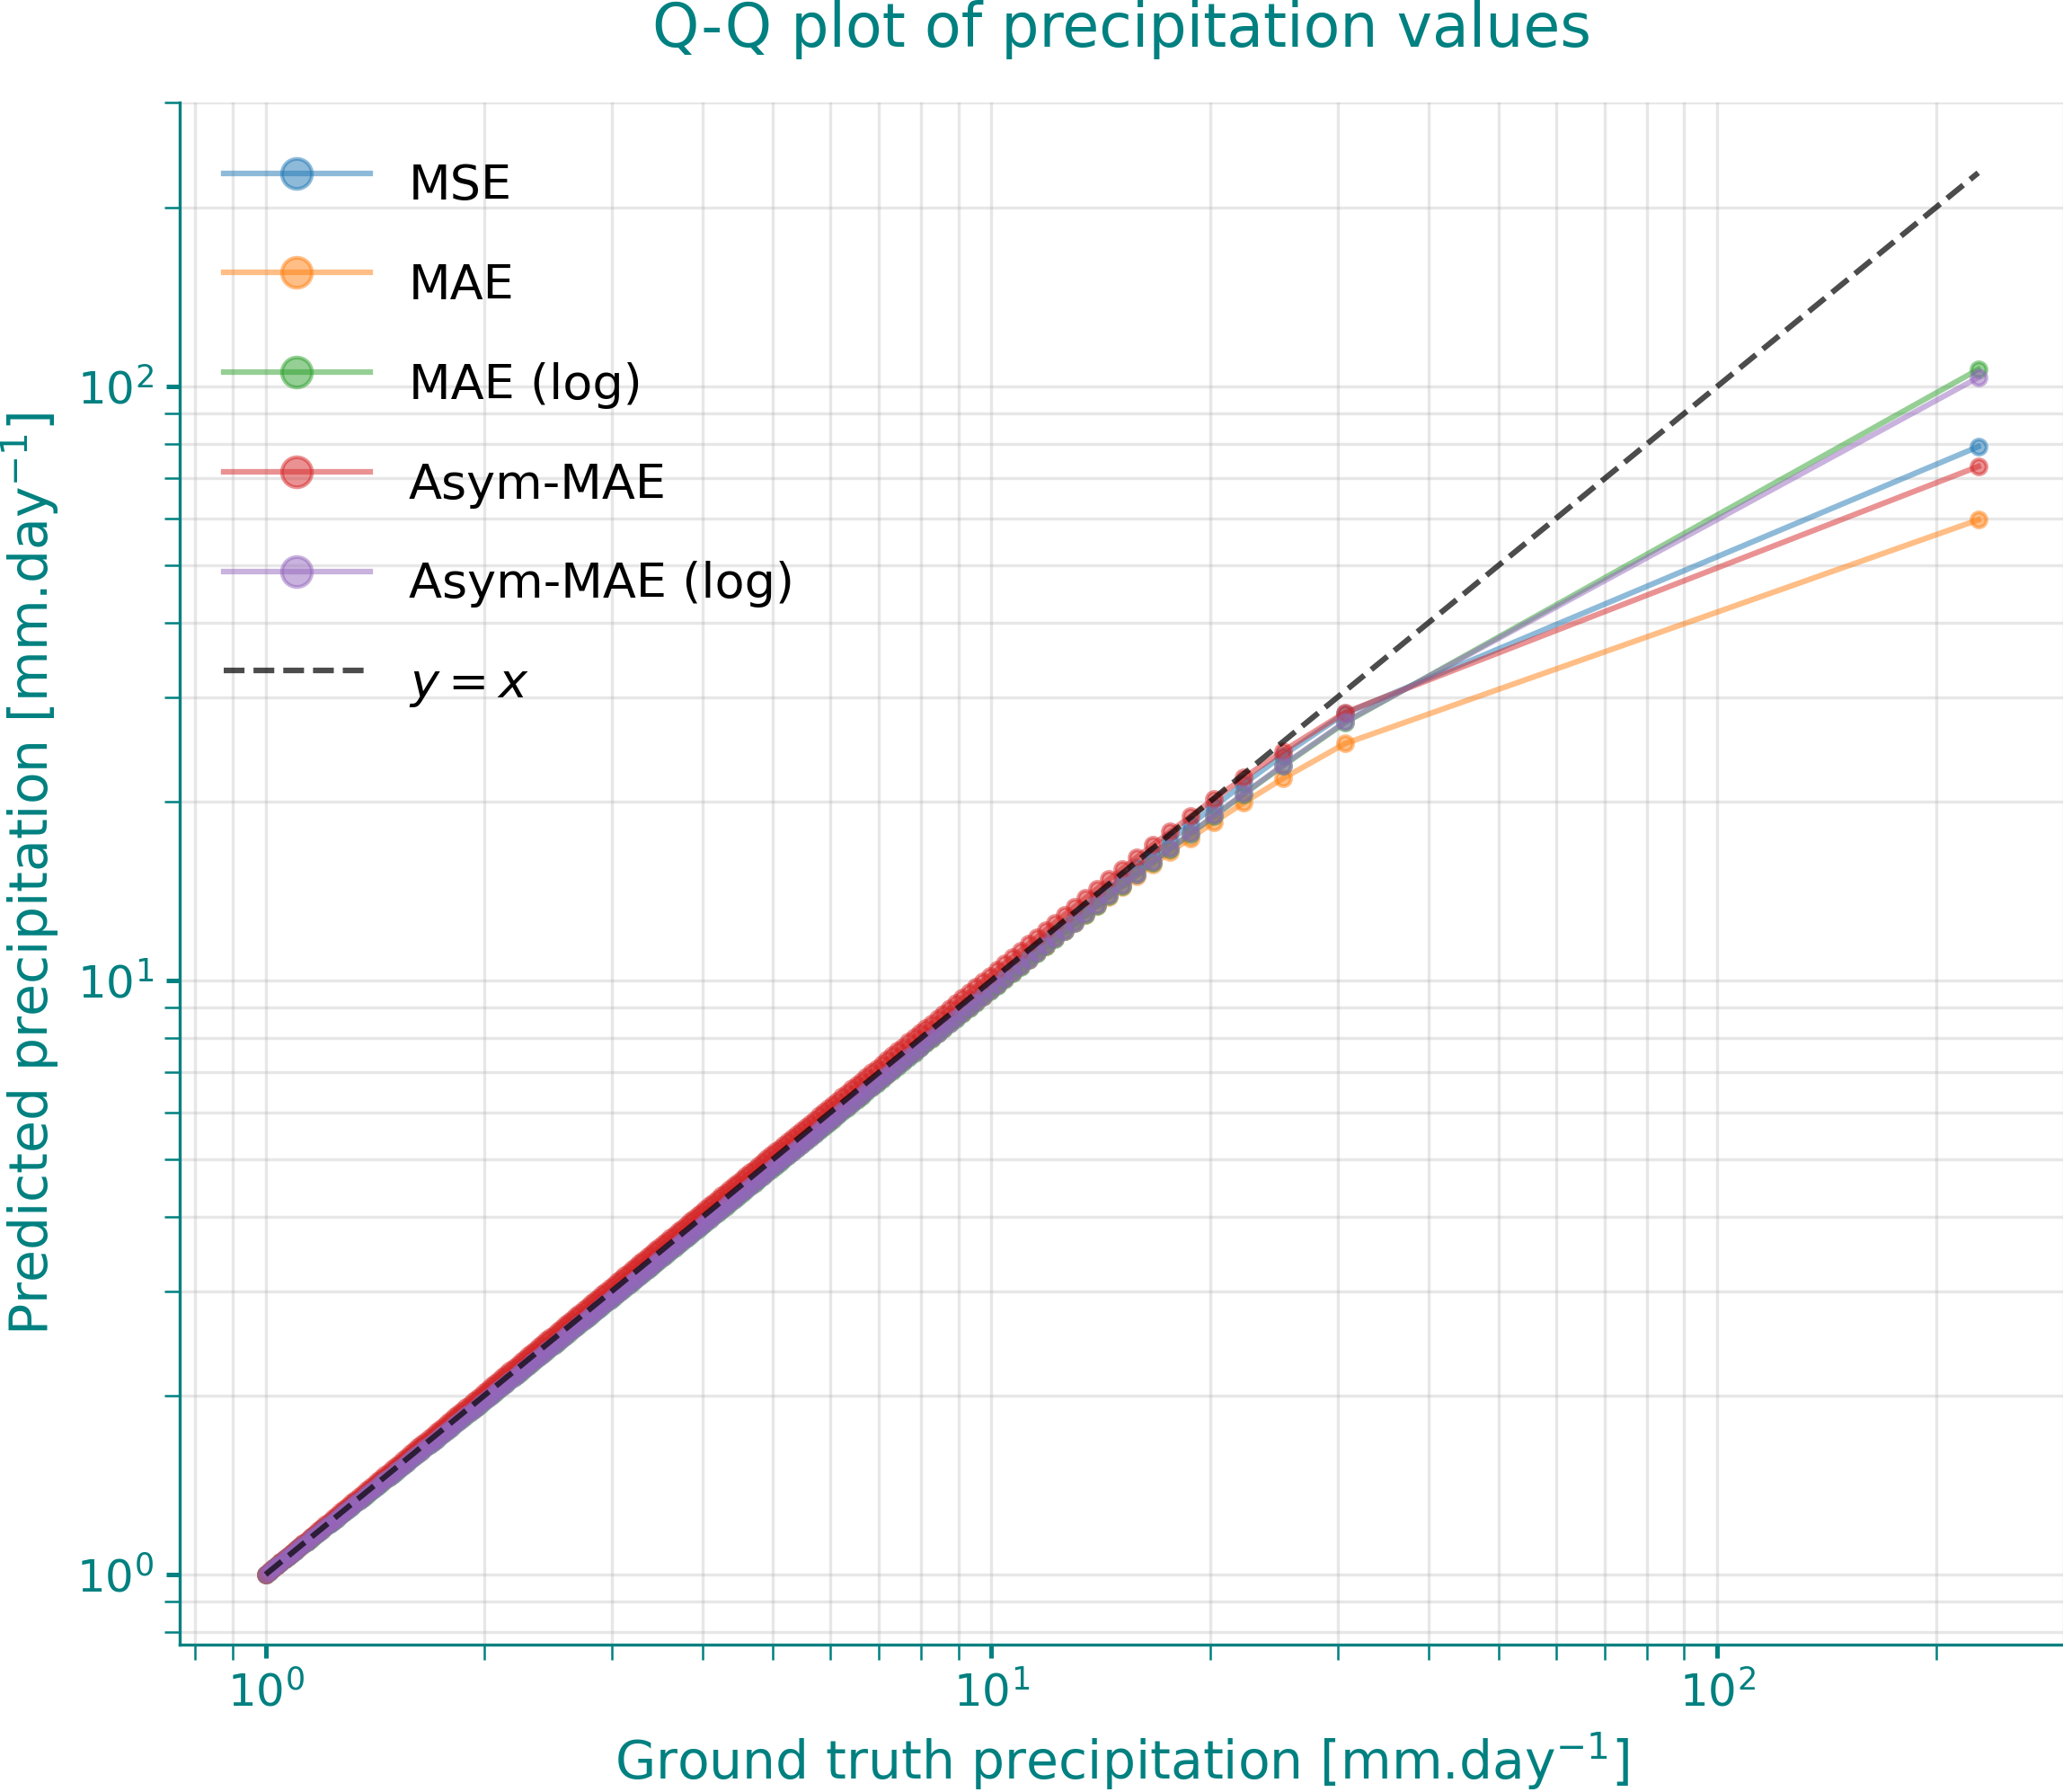 Q-Q plot of precipitation values
MSE
MAE
MAE (log)
Asym-MAE
Asym-MAE (log)
y = x
Predicted precipitation [mm.day⁻¹]
10²
10¹
10⁰
10⁰ 10¹ 10²
Ground truth precipitation [mm.day⁻¹]